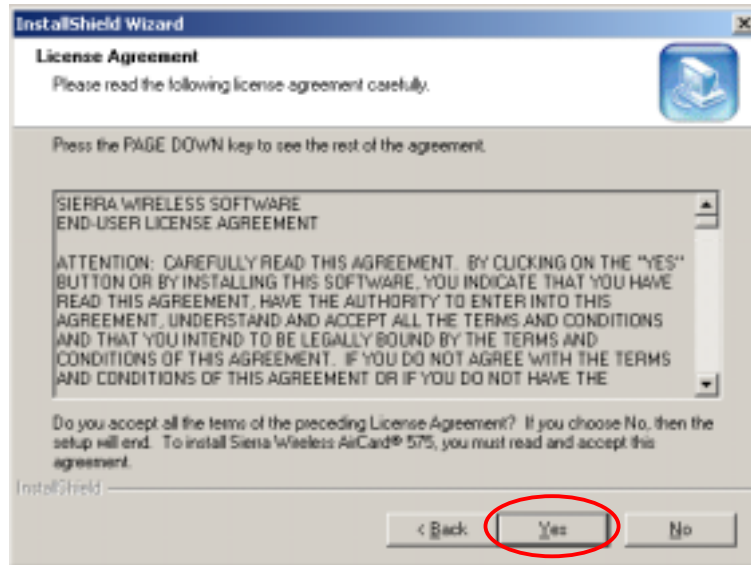 InstallShield Wizard
License Agreement
Please read the following license agreement carefully.
Press the PAGE DOWN key to see the rest of the agreement.
SIERRA WIRELESS SOFTWARE
END-USER LICENSE AGREEMENT
ATTENTION: CAREFULLY READ THIS AGREEMENT. BY CLICKING ON THE "YES"
BUTTON OR BY INSTALLING THIS SOFTWARE, YOU INDICATE THAT YOU HAVE
READ THIS AGREEMENT, HAVE THE AUTHORITY TO ENTER INTO THIS
AGREEMENT, UNDERSTAND AND ACCEPT ALL THE TERMS AND CONDITIONS
AND THAT YOU INTEND TO BE LEGALLY BOUND BY THE TERMS AND
CONDITIONS OF THIS AGREEMENT. IF YOU DO NOT AGREE WITH THE TERMS
AND CONDITIONS OF THIS AGREEMENT OR IF YOU DO NOT HAVE THE
Do you accept all the terms of the preceding License Agreement? If you choose No, then the
setup will end. To install Sierra Wireless AirCard® 575, you must read and accept this
agreement.
InstallShield
< Back Yes No